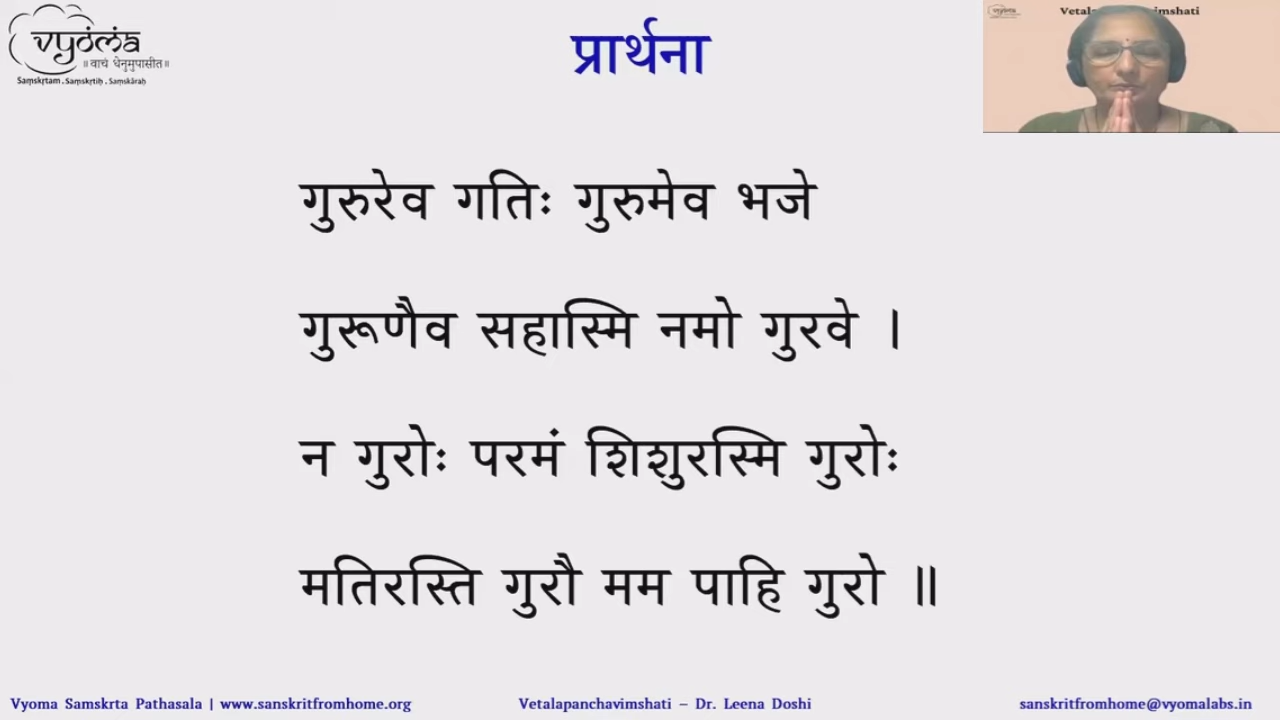 vyoma
॥ वाचं धेनुमुपासीत॥
Saṃskṛtam . Saṃskṛtiḥ . Saṃskāraḥ
प्रार्थना
गुरुरेव गतिः गुरुमेव भजे
गुरूणैव सहास्मि नमो गुरवे ।
न गुरोः परमं शिशुरस्मि गुरोः
मतिरस्ति गुरौ मम पाहि गुरो ॥
Vyoma Samskrta Pathasala | www.sanskritfromhome.org
Vetalapanchavimshati – Dr. Leena Doshi
sanskritfromhome@vyomalabs.in